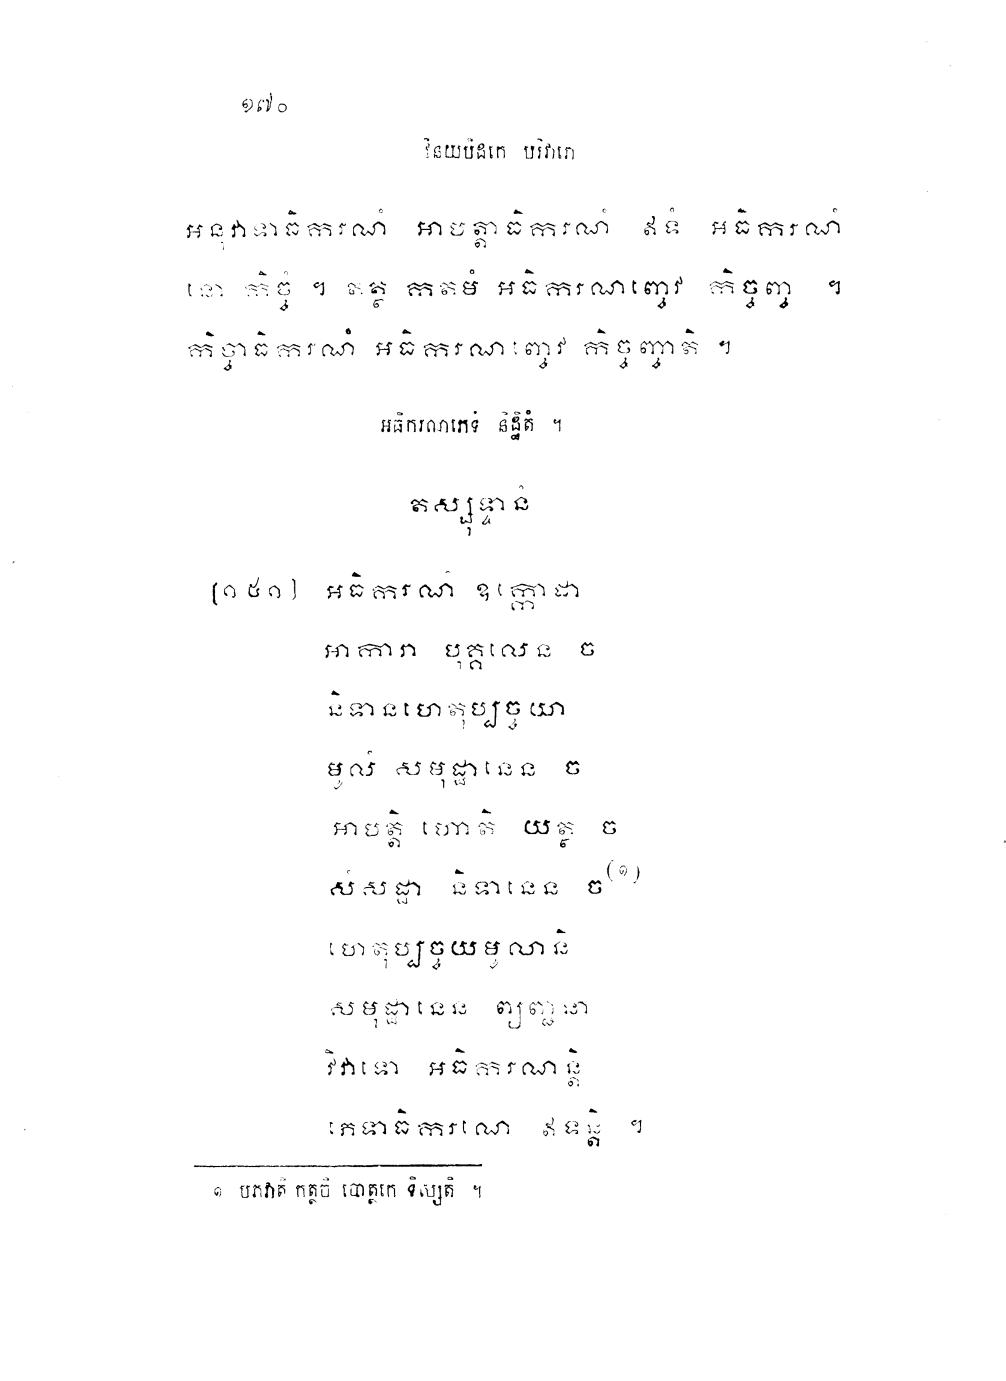 ១៧០
វិនយបិដកេ បរិវារោ
អនុវាទាធិករណំ អាបត្តាធិករណំ ឥទំ អធិករណំ
នោ កិច្ចំ ។ តត្ថ កតមំ អធិករណញ្ចេវ កិច្ចញ្ច ។
កិច្ចាធិករណំ អធិករណញ្ចេវ កិច្ចញ្ចាតិ ។
អធិករណភេទំ និដ្ឋិតំ ។
តស្សុទ្ទានំ
[១៥១] អធិករណំ ឧក្កោដា
អាការា បុគ្គលេន ច
និទានហេតុប្បច្ចយា
មូលំ សមុដ្ឋានេន ច
អាបត្តិ ហោតិ យត្ថ ច
សំសដ្ឋា និទានេន ច(១)
ហេតុប្បច្ចយមូលានិ
សមុដ្ឋានេន ព្យញ្ជនា
វិវាទោ អធិករណន្តិ
ភេទាធិករណេ ឥទន្តិ ។
១ បភវាតិ កត្ថចិ បោត្ថកេ ទិស្សតិ ។